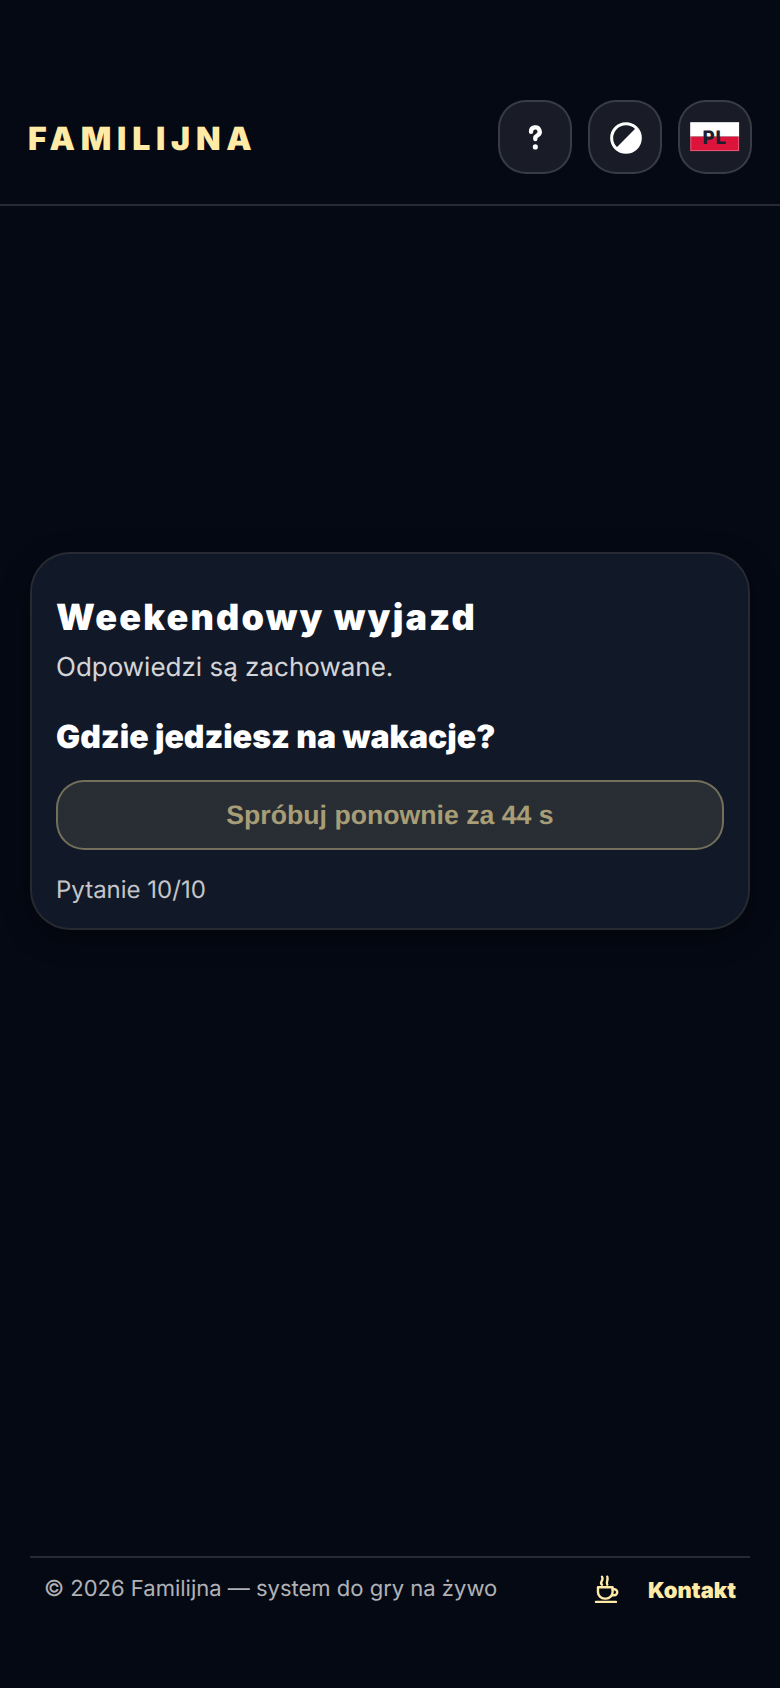 FAMILIJNA
?
PL
Weekendowy wyjazd
Odpowiedzi są zachowane.
Gdzie jedziesz na wakacje?
Spróbuj ponownie za 44 s
Pytanie 10/10
© 2026 Familijna — system do gry na żywo
Kontakt